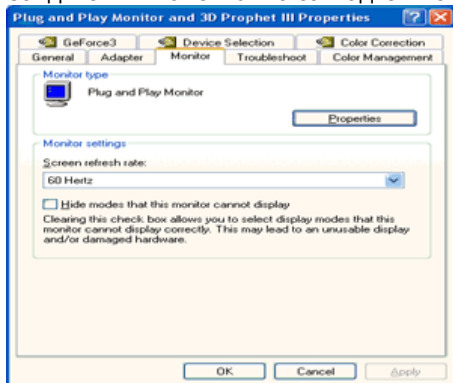 Plug and Play Monitor and 3D Prophet III Properties
GeForce3 Device Selection Color Correction
General Adapter Monitor Troubleshoot Color Management
Monitor type
Plug and Play Monitor
Properties
Monitor settings
Screen refresh rate:
60 Hertz
Hide modes that this monitor cannot display
Clearing this check box allows you to select display modes that this
monitor cannot display correctly. This may lead to an unusable display
and/or damaged hardware.
OK Cancel Apply